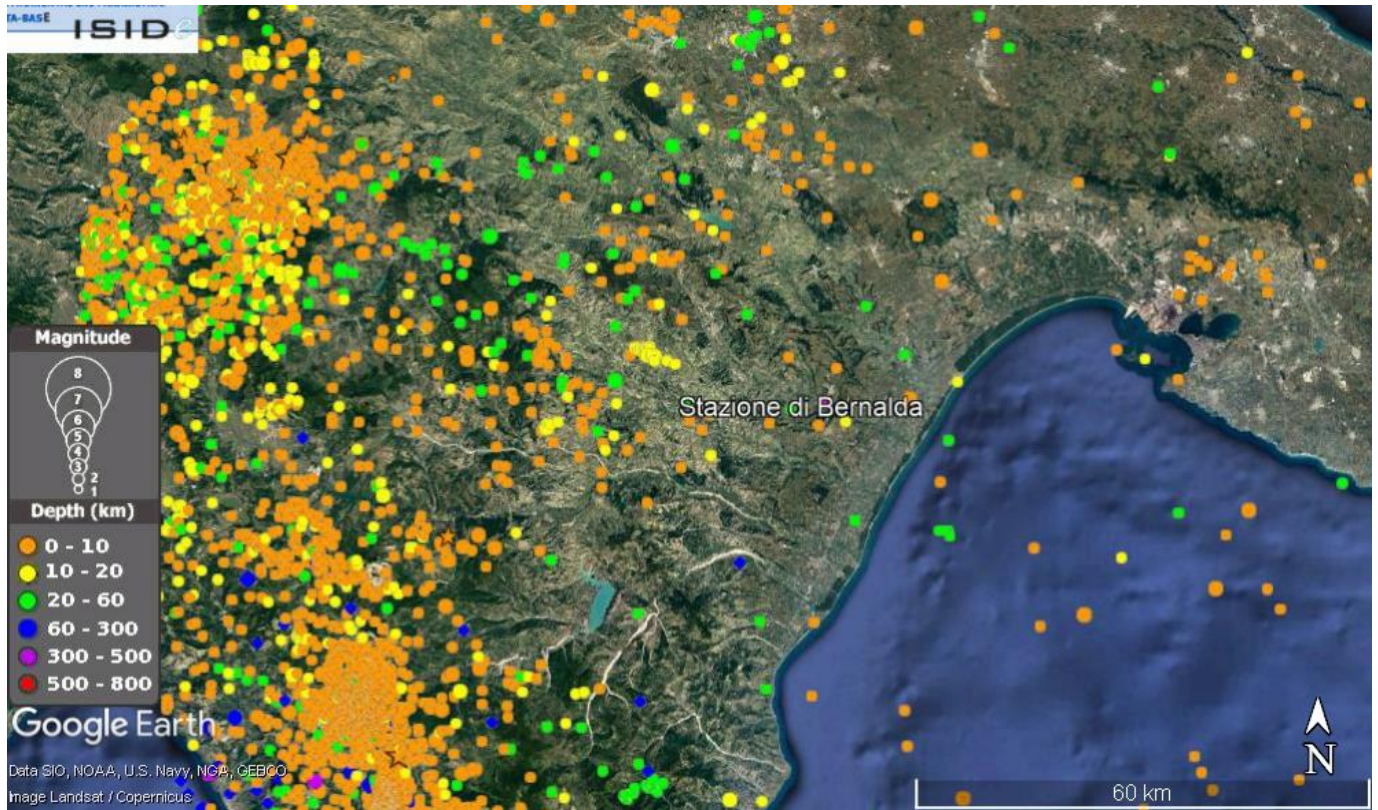 TA-BASE
ISIDe
Magnitude
8
7
6
5
4
3
2
1
Depth (km)
0 - 10
10 - 20
20 - 60
60 - 300
300 - 500
500 - 800
Stazione di Bernalda
Google Earth
Data SIO, NOAA, U.S. Navy, NGA, GEBCO
Image Landsat / Copernicus
N
60 km